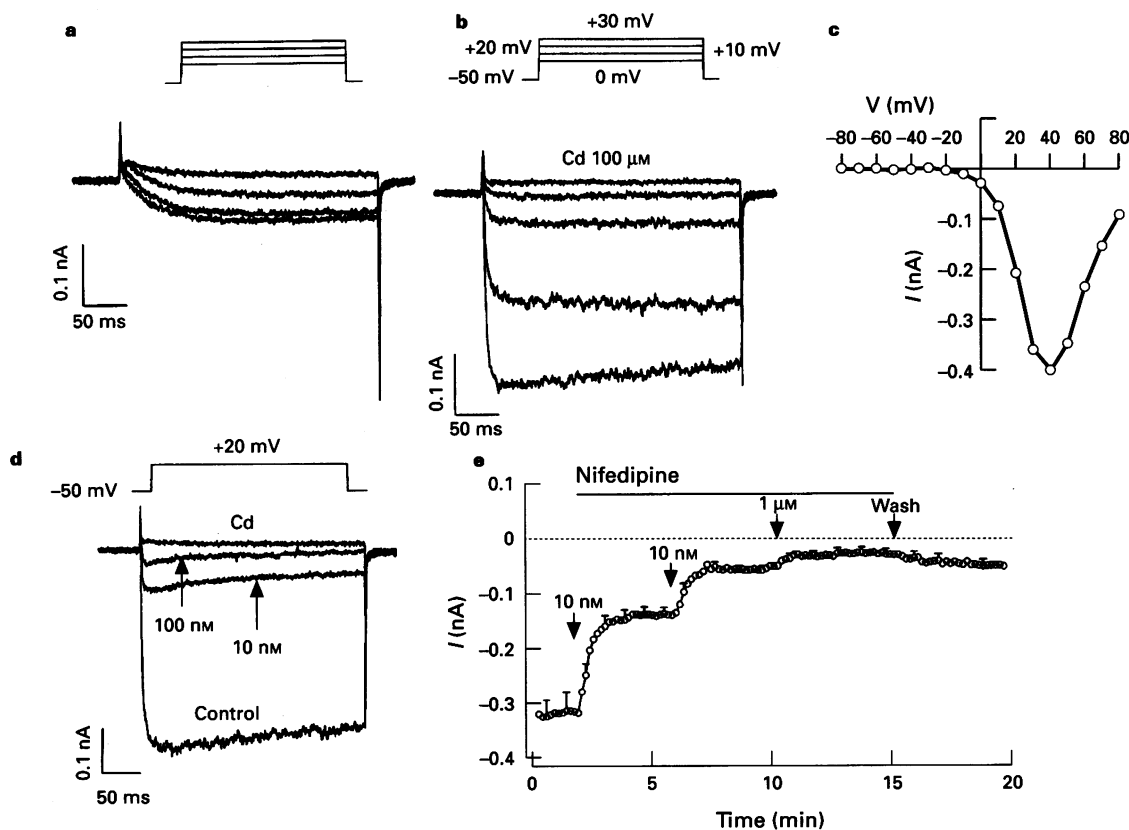 a
b
+30 mV
+20 mV
+10 mV
−50 mV
0 mV
c
V (mV)
−80 −60 −40 −20 20 40 60 80
−0.1
−0.2
−0.3
−0.4
I (nA)
0.1 nA
50 ms
Cd 100 μM
0.1 nA
50 ms
d
+20 mV
−50 mV
Cd
100 nM
10 nM
Control
0.1 nA
50 ms
e
Nifedipine
0.1
0
−0.1
−0.2
−0.3
−0.4
I (nA)
10 nM
10 nM
1 μM
Wash
0 5 10 15 20
Time (min)